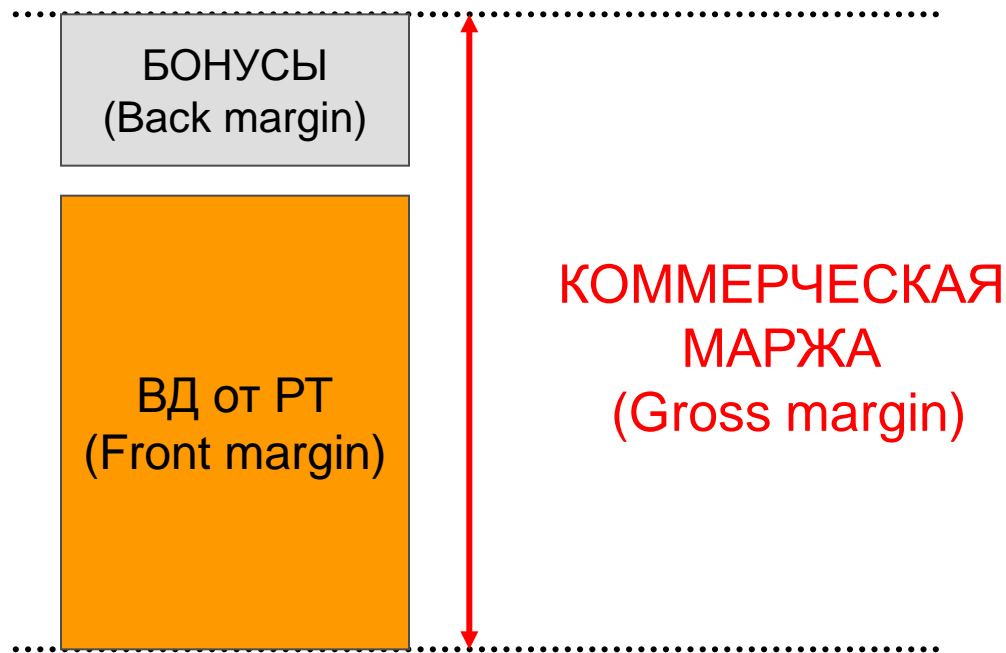 БОНУСЫ
(Back margin)
ВД от РТ
(Front margin)
КОММЕРЧЕСКАЯ
МАРЖА
(Gross margin)